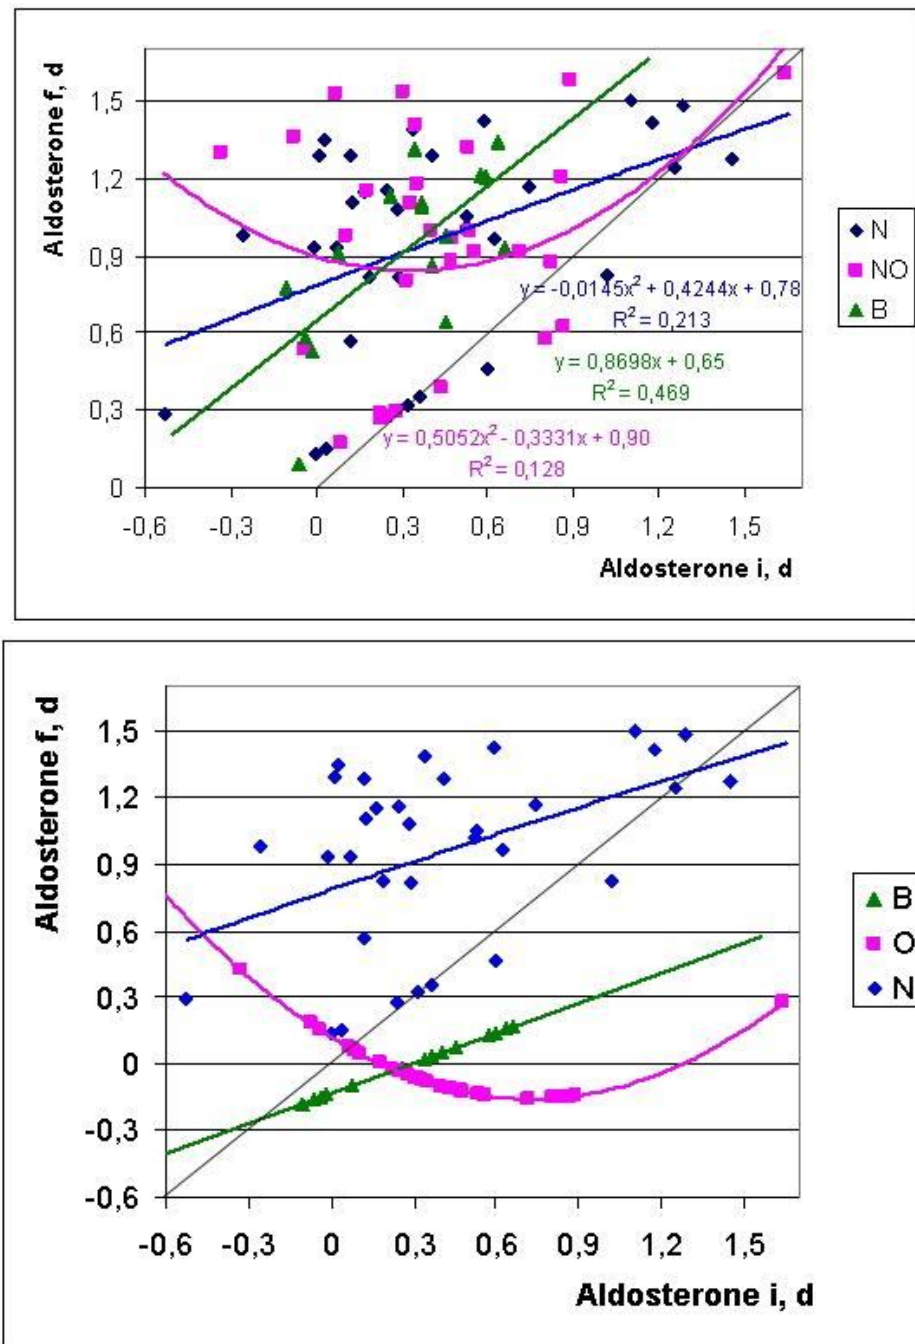 Aldosterone f, d
1,5
1,2
0,9
0,6
0,3
0
-0,6 -0,3 0 0,3 0,6 0,9 1,2 1,5
Aldosterone i, d
y = -0,0145x² + 0,4244x + 0,78
R² = 0,213
y = 0,8698x + 0,65
R² = 0,469
y = 0,5052x² - 0,3331x + 0,90
R² = 0,128
N
NO
B
Aldosterone f, d
1,5
1,2
0,9
0,6
0,3
0
-0,3
-0,6
-0,6 -0,3 0 0,3 0,6 0,9 1,2 1,5
Aldosterone i, d
B
O
N